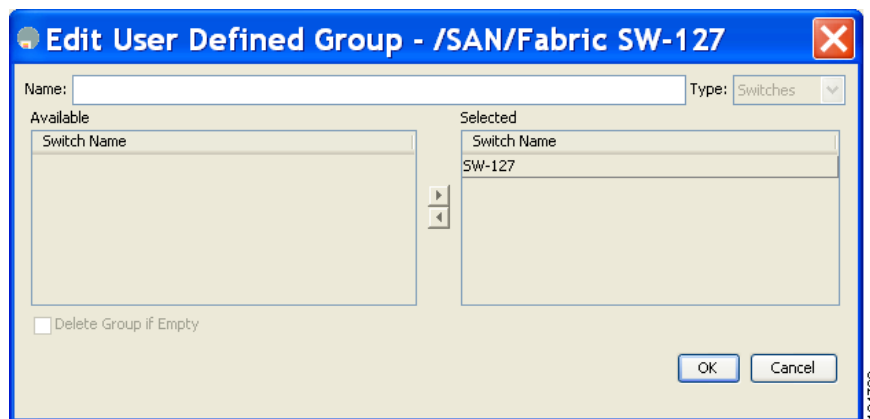 Edit User Defined Group - /SAN/Fabric SW-127
Name: Type: Switches
Available Selected
Switch Name Switch Name
SW-127
Delete Group if Empty
OK Cancel